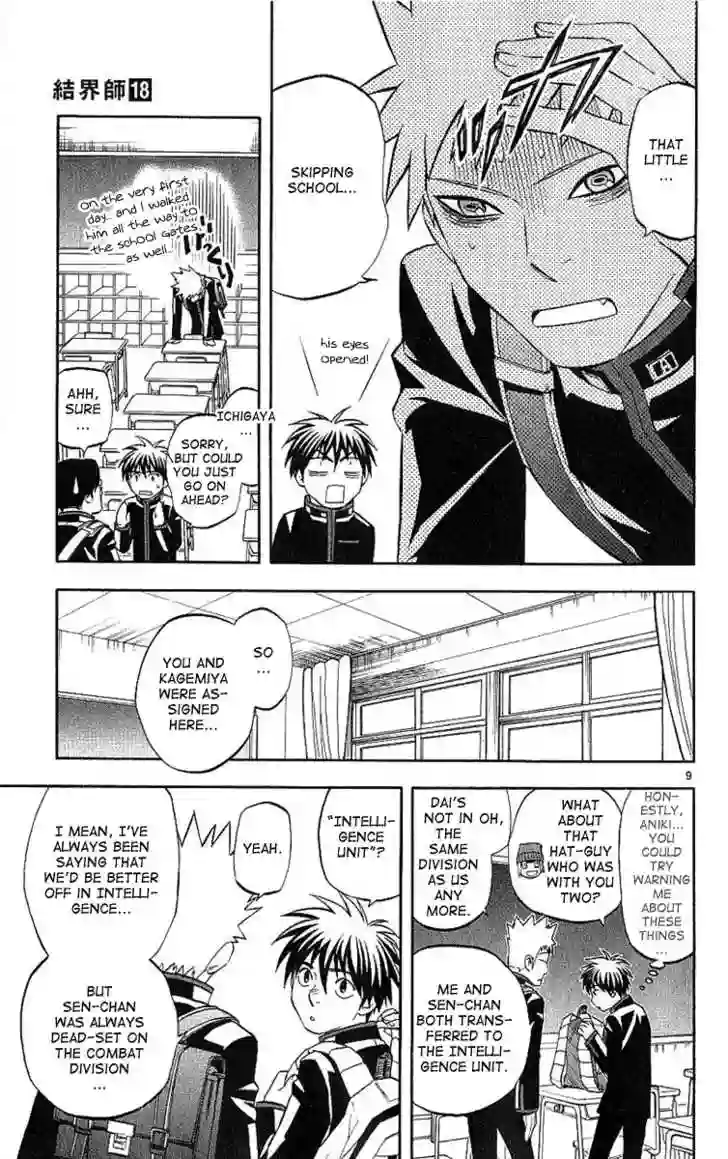 THAT
LITTLE
...
SKIPPING
SCHOOL...
his eyes
opened!
結界師18
on the very first
day... and I walked
him all the way to
the school gates,
as well...
ICHIGAYA
...
SORRY,
BUT COULD
YOU JUST
GO ON
AHEAD?
AHH,
SURE
...
SO
...
YOU AND
KAGEMIYA
WERE AS-
SIGNED
HERE...
9
HON-
ESTLY,
ANIKI...
YOU
COULD
TRY
WARNING
ME
ABOUT
THESE
THINGS
...
WHAT
ABOUT
THAT
HAT-GUY
WHO WAS
WITH YOU
TWO?
DAI'S
NOT IN OH,
THE
SAME
DIVISION
AS US
ANY
MORE.
ME AND
SEN-CHAN
BOTH TRANS-
FERRED
TO THE
INTELLI-
GENCE UNIT.
"INTELLI-
GENCE
UNIT"?
YEAH.
I MEAN, I'VE
ALWAYS BEEN
SAYING THAT
WE'D BE BETTER
OFF IN INTELLI-
GENCE...
BUT
SEN-CHAN
WAS ALWAYS
DEAD-SET ON
THE COMBAT
DIVISION
...